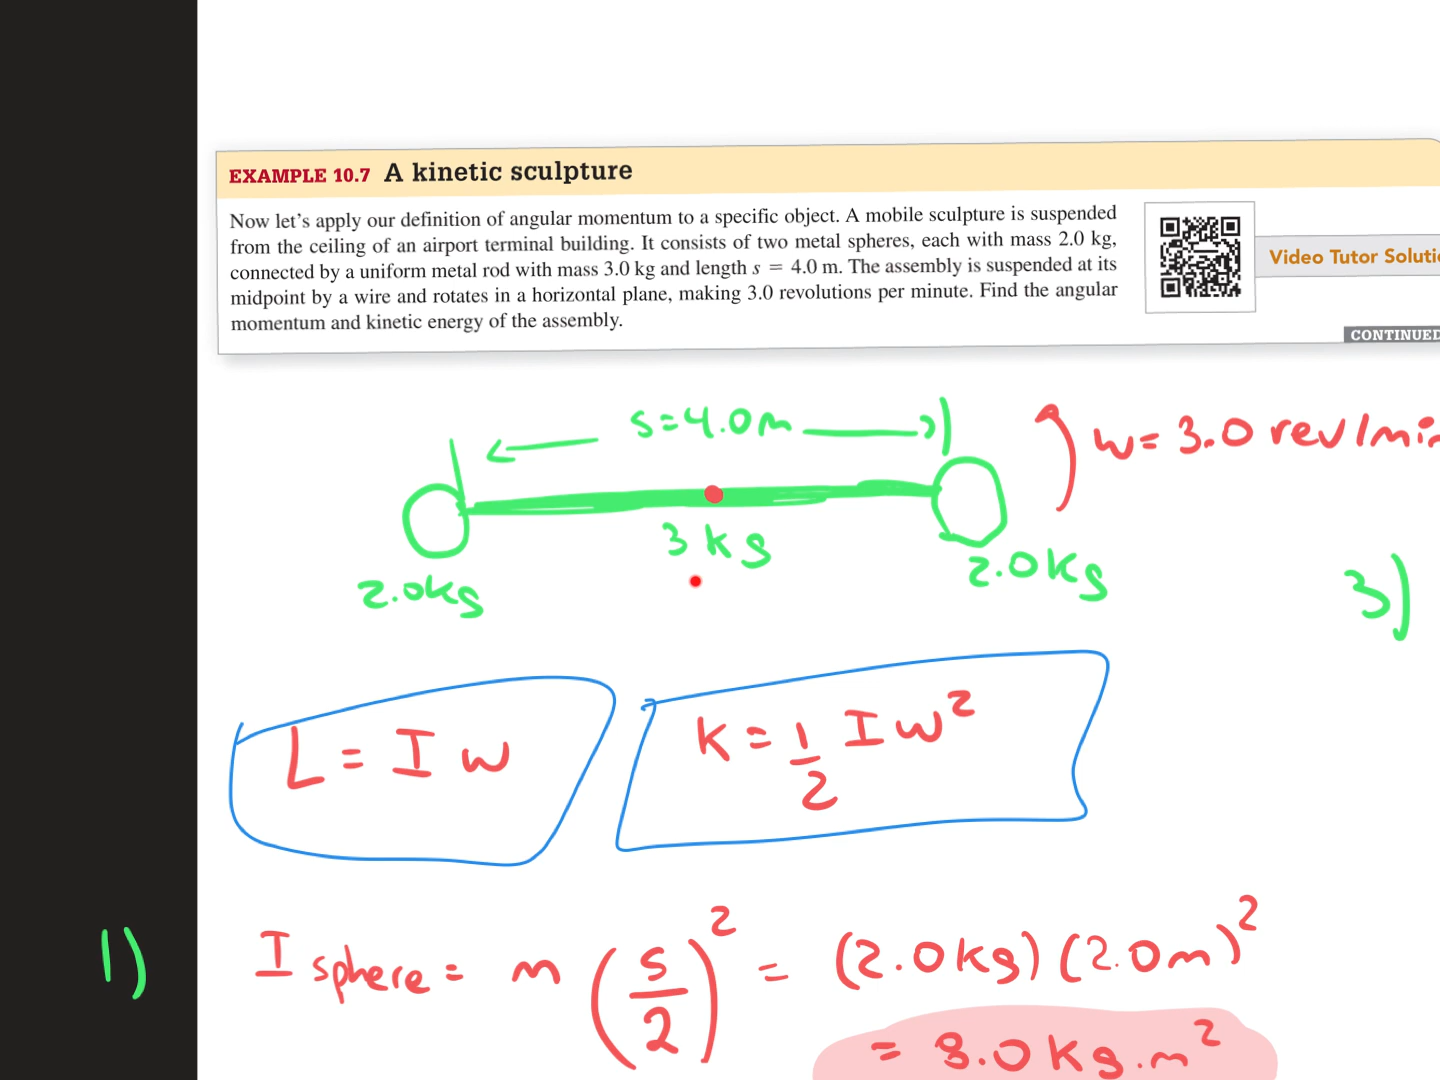 EXAMPLE 10.7 A kinetic sculpture
Now let's apply our definition of angular momentum to a specific object. A mobile sculpture is suspended
from the ceiling of an airport terminal building. It consists of two metal spheres, each with mass 2.0 kg,
connected by a uniform metal rod with mass 3.0 kg and length s = 4.0 m. The assembly is suspended at its
midpoint by a wire and rotates in a horizontal plane, making 3.0 revolutions per minute. Find the angular
momentum and kinetic energy of the assembly.
Video Tutor
CONTINUED
s=4.0m
w= 3.0 rev/
3 kg
2.0kg
2.0kg
3)
L = I w
K = 1/2 I w²
1) I sphere = m (s/2)² = (2.0kg) (2.0m)²
= 8.0 kg.m²